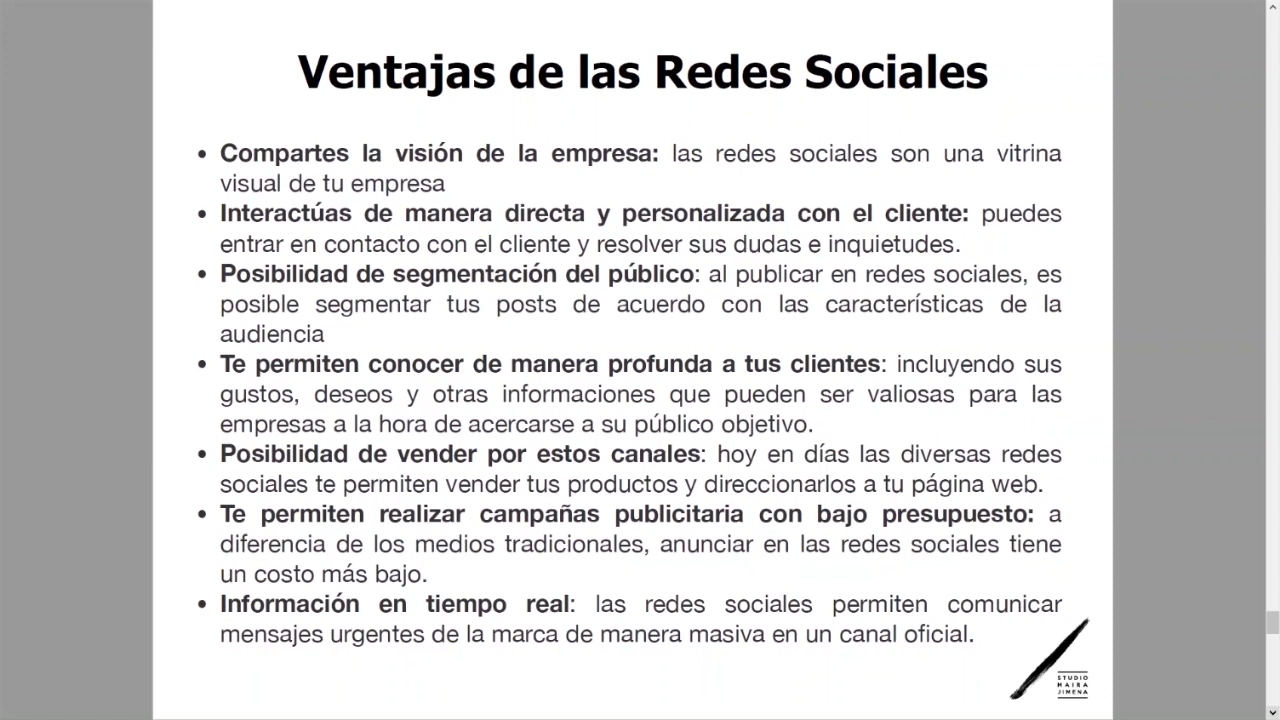 Ventajas de las Redes Sociales
• Compartes la visión de la empresa: las redes sociales son una vitrina
visual de tu empresa
• Interactúas de manera directa y personalizada con el cliente: puedes
entrar en contacto con el cliente y resolver sus dudas e inquietudes.
• Posibilidad de segmentación del público: al publicar en redes sociales, es
posible segmentar tus posts de acuerdo con las características de la
audiencia
• Te permiten conocer de manera profunda a tus clientes: incluyendo sus
gustos, deseos y otras informaciones que pueden ser valiosas para las
empresas a la hora de acercarse a su público objetivo.
• Posibilidad de vender por estos canales: hoy en días las diversas redes
sociales te permiten vender tus productos y direccionarlos a tu página web.
• Te permiten realizar campañas publicitaria con bajo presupuesto: a
diferencia de los medios tradicionales, anunciar en las redes sociales tiene
un costo más bajo.
• Información en tiempo real: las redes sociales permiten comunicar
mensajes urgentes de la marca de manera masiva en un canal oficial.
STUDIO
MAIRA
JIMENA